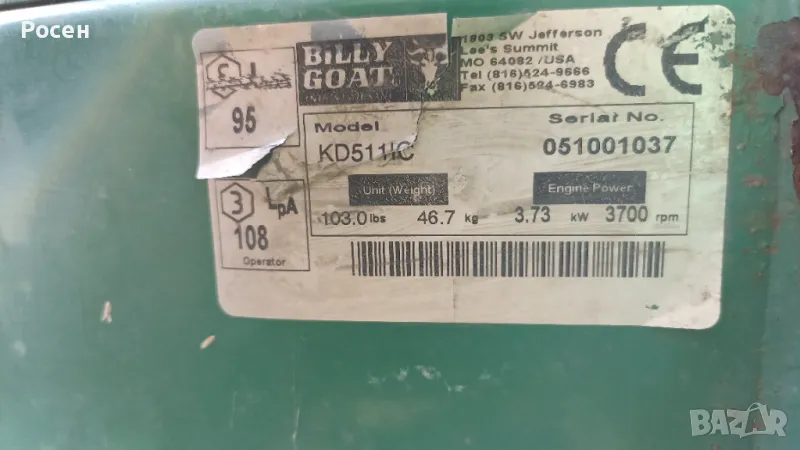 Росен
BiLLY
GOAT
1803 SW Jefferson
Lee's Summit
MO 64082 /USA
Tel (816)524-9666
Fax (816)524-6983
CE
95
Model
Serial No.
KD511IC
051001037
Unit (Weight)
Engine Power
103.0 lbs 46.7 kg 3.73 kW 3700 rpm
3 LpA
108
Operator
BAZAR